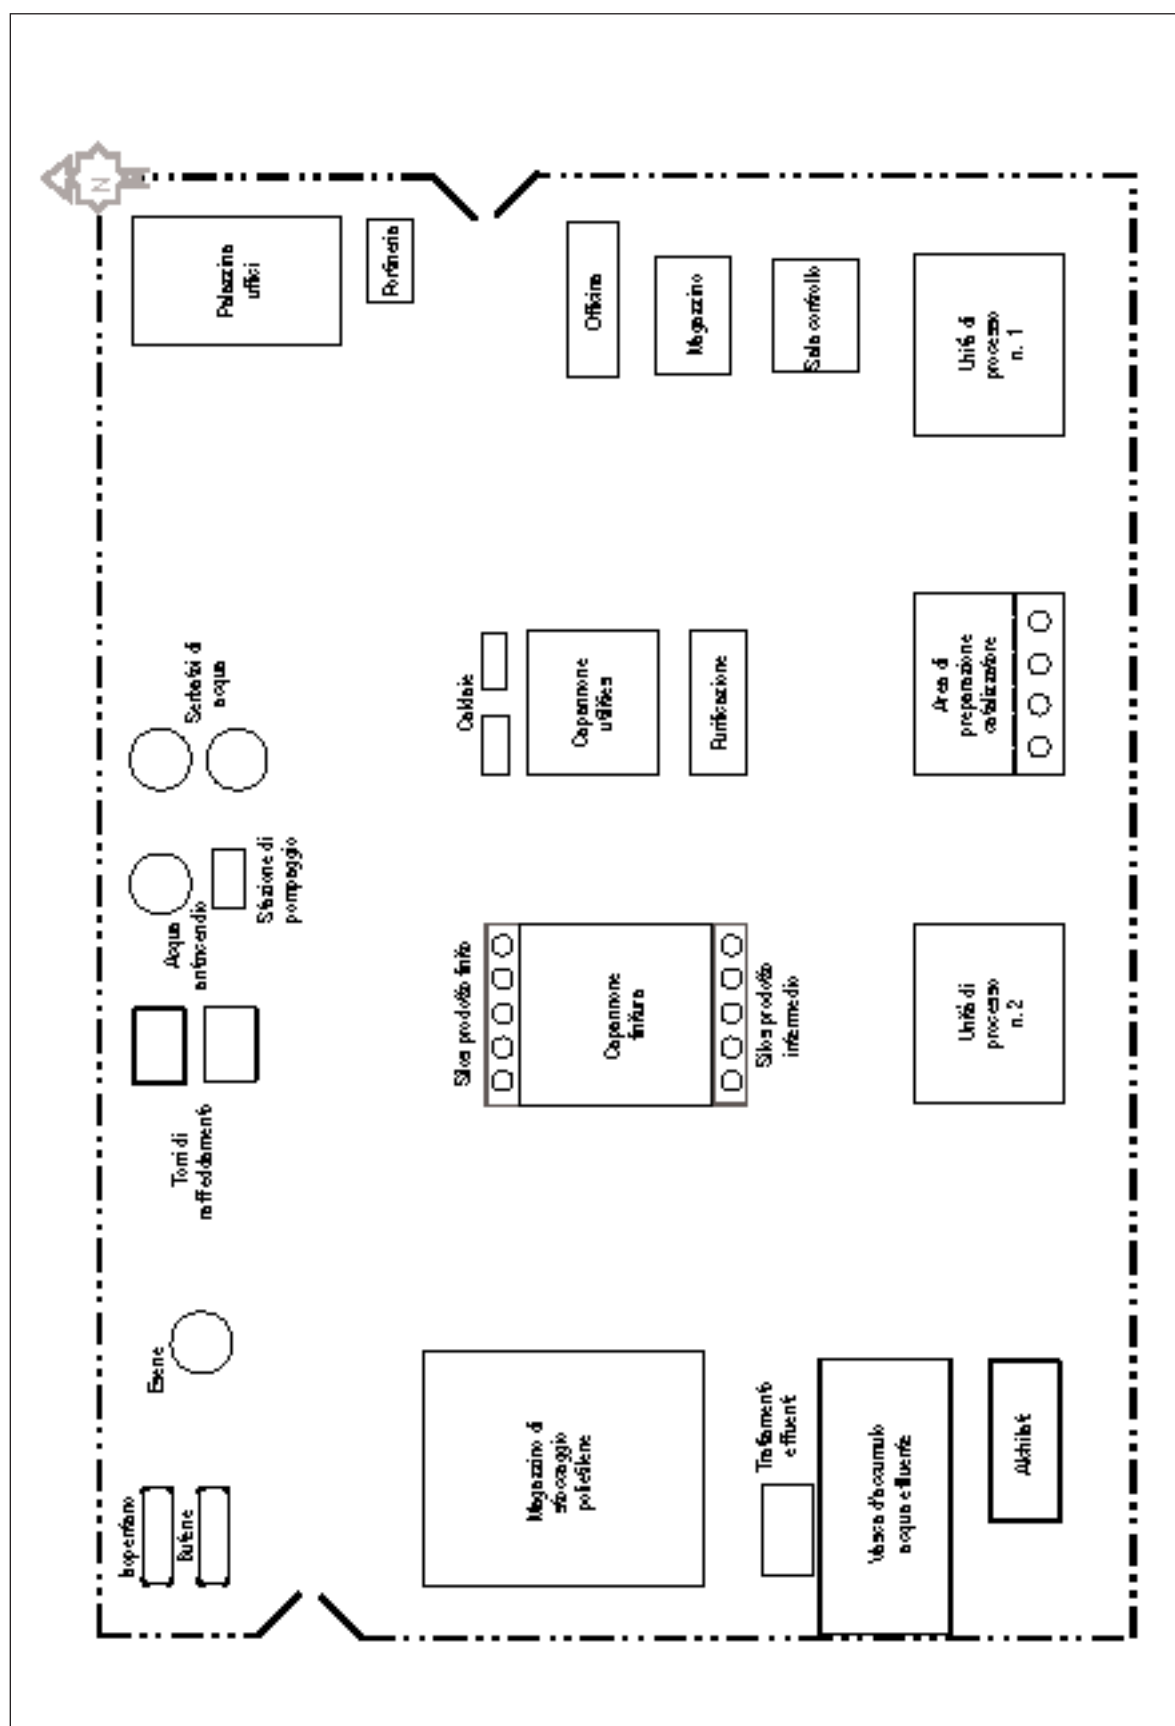 N
Palazzina
uffici
Portineria
Officina
Magazzino
Sala controllo
Unità di
processo
n. 1
Serbatoi di
acqua
Caldaie
Capannone
utilities
Purificazione
Area di
preparazione
catalizzatore
Acqua
antincendio
Stazione di
pompaggio
Silos prodotto finito
Capannone
finitura
Silos prodotto
intermedio
Unità di
processo
n. 2
Torri di
raffeddamento
Esene
Isopentano
Butene
Magazzino di
stoccaggio
polietilene
Trattamento
effluenti
Vasca d'accumulo
acqua effluente
Alchilati